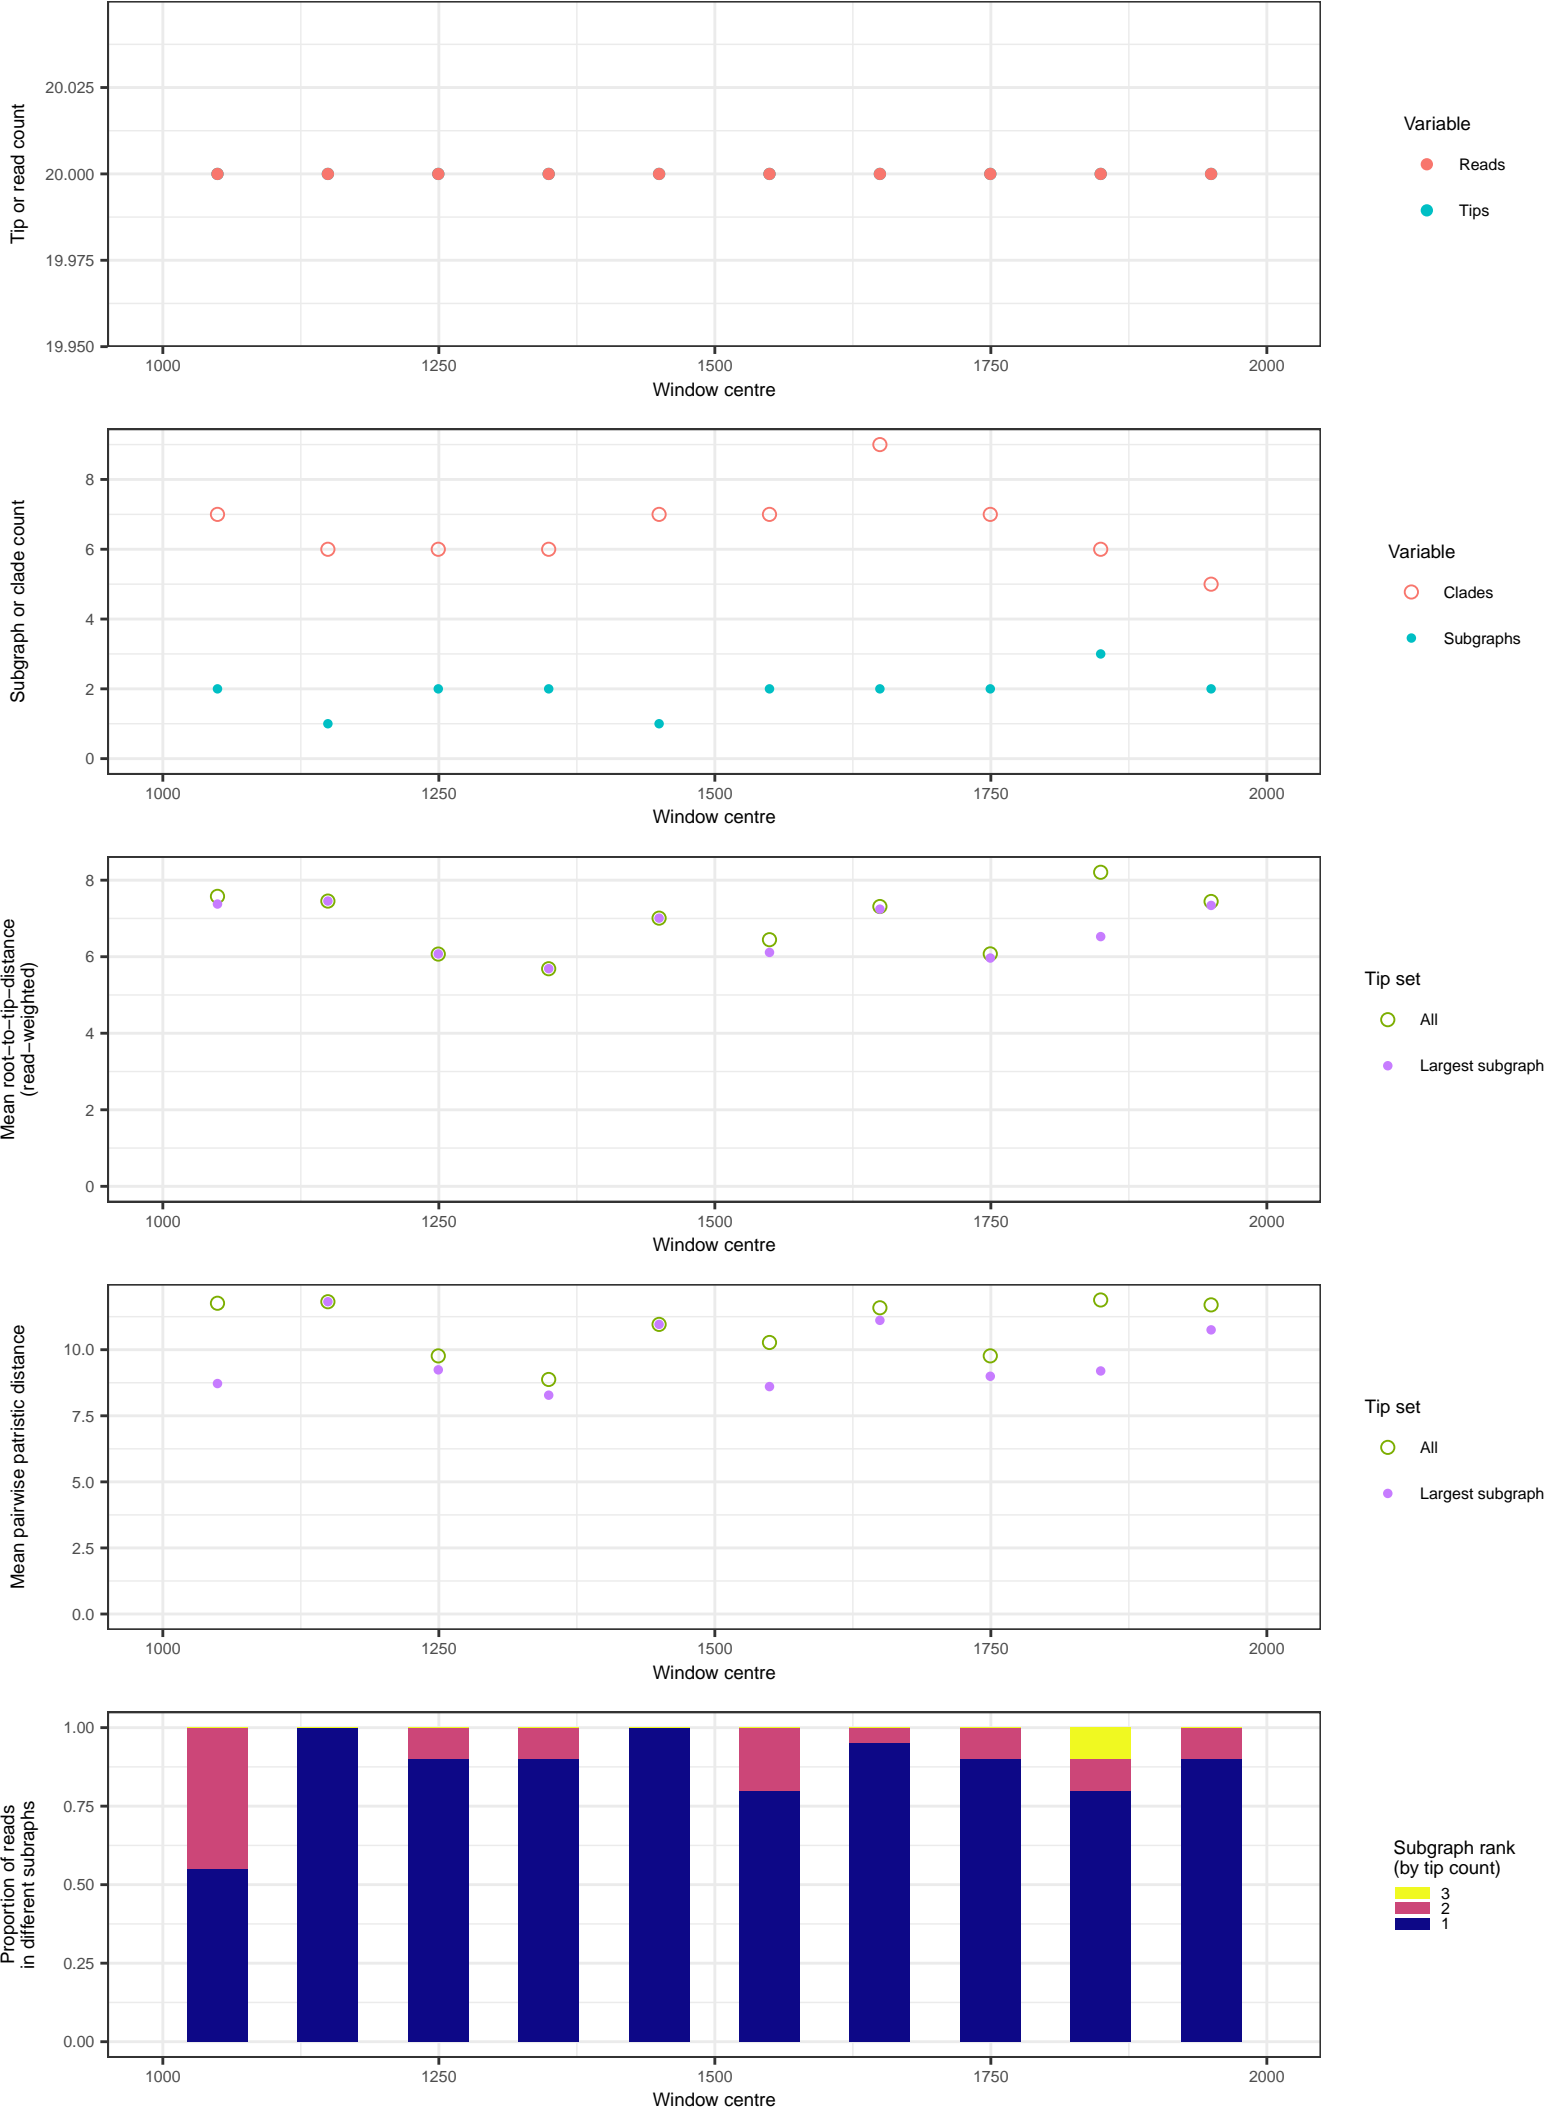 20.025
20.000
19.975
19.950
Tip or read count
1000 1250 1500 1750 2000
Window centre
Variable
Reads
Tips
8
6
4
2
0
Subgraph or clade count
1000 1250 1500 1750 2000
Window centre
Variable
Clades
Subgraphs
8
6
4
2
0
Mean root−to−tip−distance
(read−weighted)
1000 1250 1500 1750 2000
Window centre
Tip set
All
Largest subgraph
10.0
7.5
5.0
2.5
0.0
Mean pairwise patristic distance
1000 1250 1500 1750 2000
Window centre
Tip set
All
Largest subgraph
1.00
0.75
0.50
0.25
0.00
Proportion of reads
in different subraphs
1000 1250 1500 1750 2000
Window centre
Subgraph rank
(by tip count)
3
2
1